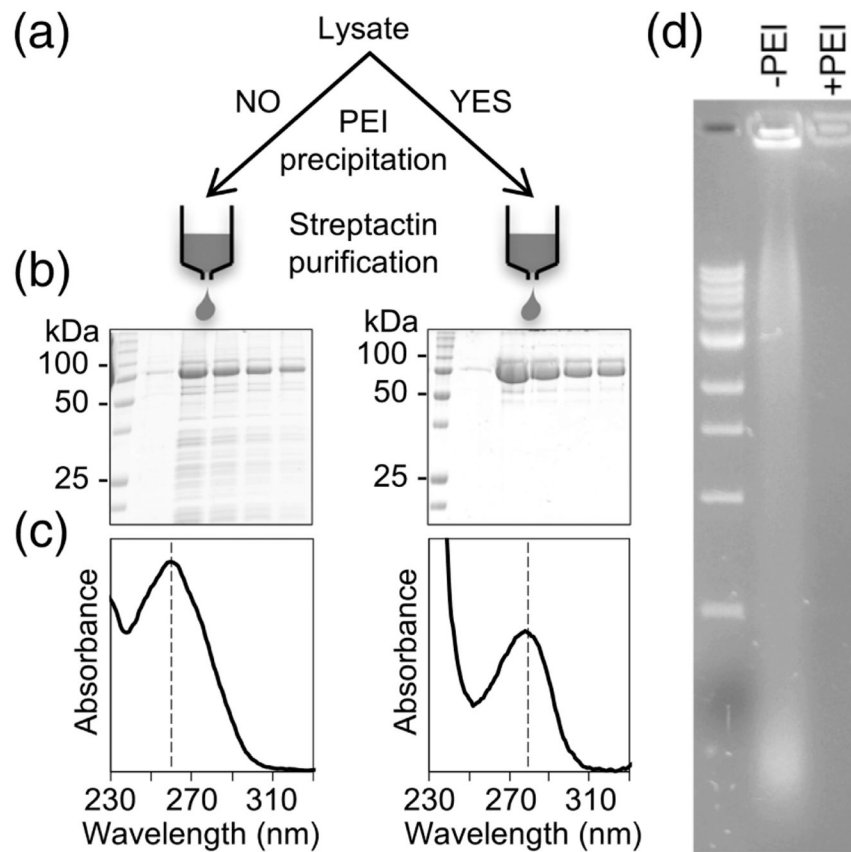 (a)
Lysate
NO
YES
PEI
precipitation
Streptactin
purification
(b)
kDa
100 -
50 -
25 -
kDa
100 -
50 -
25 -
(c)
Absorbance
230 270 310
Wavelength (nm)
Absorbance
230 270 310
Wavelength (nm)
(d)
-PEI
+PEI